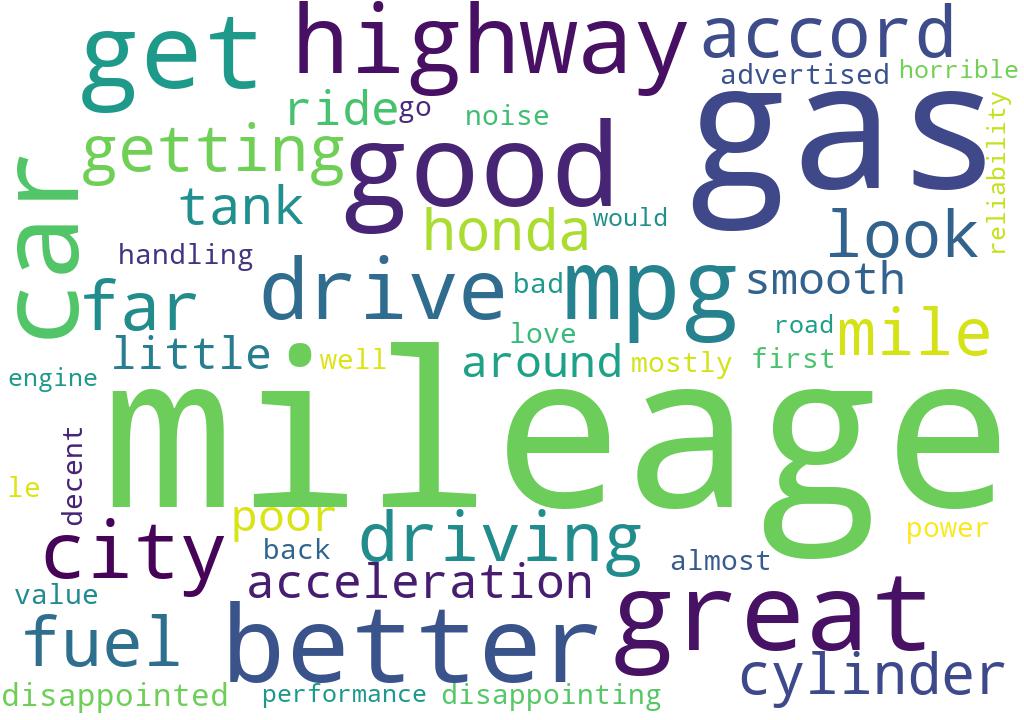 get
highway
accord
advertised
horrible
gas
ride
go
noise
reliability
getting
good
car
tank
honda
would
look
handling
drive
bad
mpg
smooth
far
love
road
mile
little
well
around
mostly
first
engine
mileage
decent
le
poor
driving
power
city
back
almost
acceleration
value
better
great
fuel
cylinder
disappointed
performance
disappointing